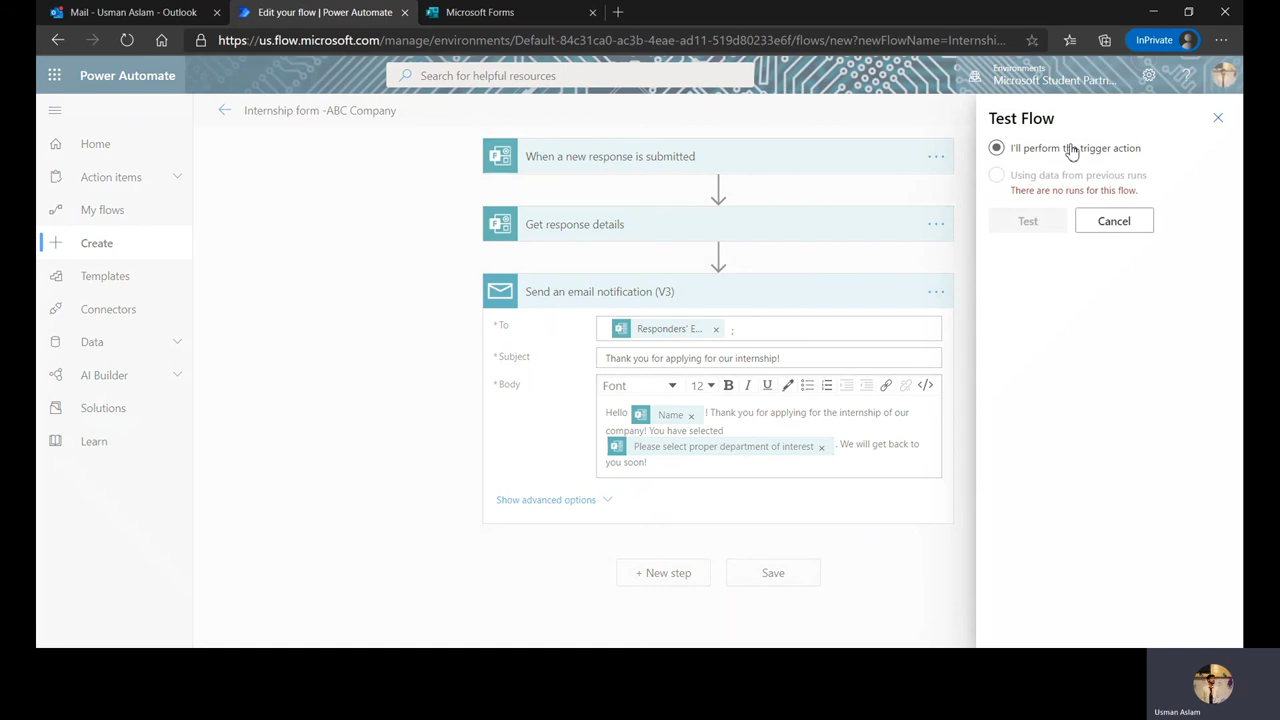 Mail - Usman Aslam - Outlook
Edit your flow | Power Automate
Microsoft Forms
https://us.flow.microsoft.com/manage/environments/Default-84c31ca0-ac3b-4eae-ad11-519d80233e6f/flows/new?newFlowName=Internshi...
InPrivate
Power Automate
Search for helpful resources
Environments
Microsoft Student Partn...
Internship form -ABC Company
Home
Action items
My flows
Create
Templates
Connectors
Data
AI Builder
Solutions
Learn
When a new response is submitted
Get response details
Send an email notification (V3)
* To
Responders' E... × ;
* Subject
Thank you for applying for our internship!
* Body
Font 12 B I U </>
Hello Name × ! Thank you for applying for the internship of our
company! You have selected
Please select proper department of interest × . We will get back to
you soon!
Show advanced options
+ New step
Save
Test Flow
I'll perform the trigger action
Using data from previous runs
There are no runs for this flow.
Test
Cancel
Usman Aslam